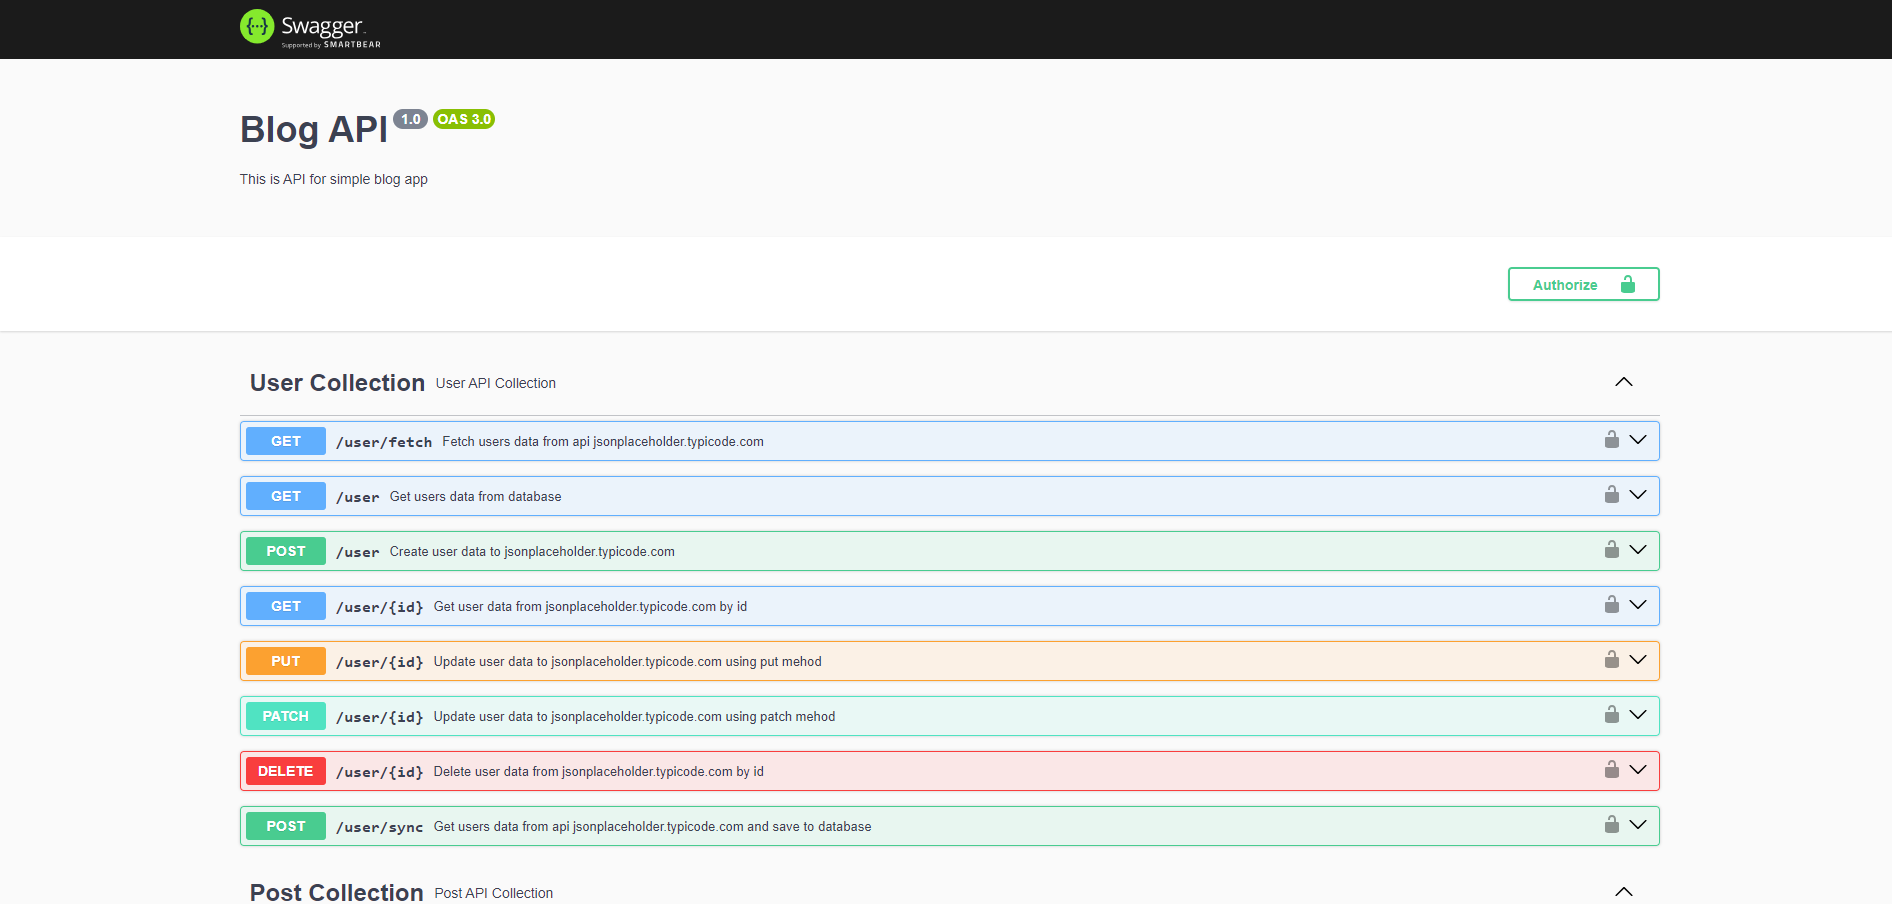 Swagger
Supported by SMARTBEAR
Blog API 1.0 OAS 3.0
This is API for simple blog app
Authorize
User Collection User API Collection
GET /user/fetch Fetch users data from api jsonplaceholder.typicode.com
GET /user Get users data from database
POST /user Create user data to jsonplaceholder.typicode.com
GET /user/{id} Get user data from jsonplaceholder.typicode.com by id
PUT /user/{id} Update user data to jsonplaceholder.typicode.com using put mehod
PATCH /user/{id} Update user data to jsonplaceholder.typicode.com using patch mehod
DELETE /user/{id} Delete user data from jsonplaceholder.typicode.com by id
POST /user/sync Get users data from api jsonplaceholder.typicode.com and save to database
Post Collection Post API Collection